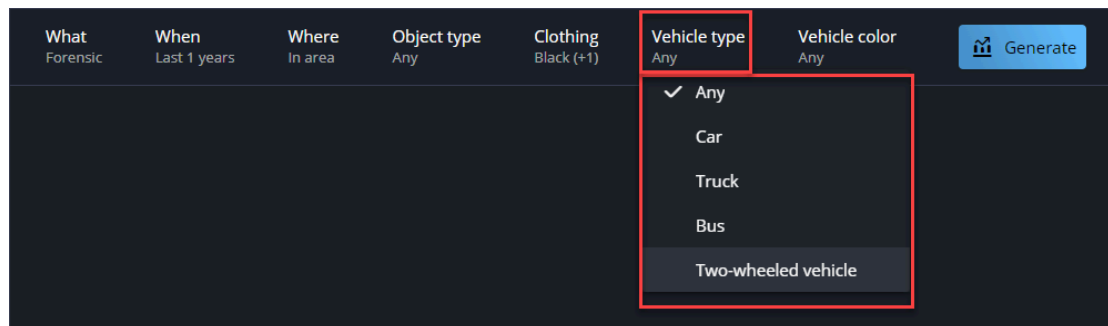 What
Forensic
When
Last 1 years
Where
In area
Object type
Any
Clothing
Black (+1)
Vehicle type
Any
Vehicle color
Any
Generate
Any
Car
Truck
Bus
Two-wheeled vehicle